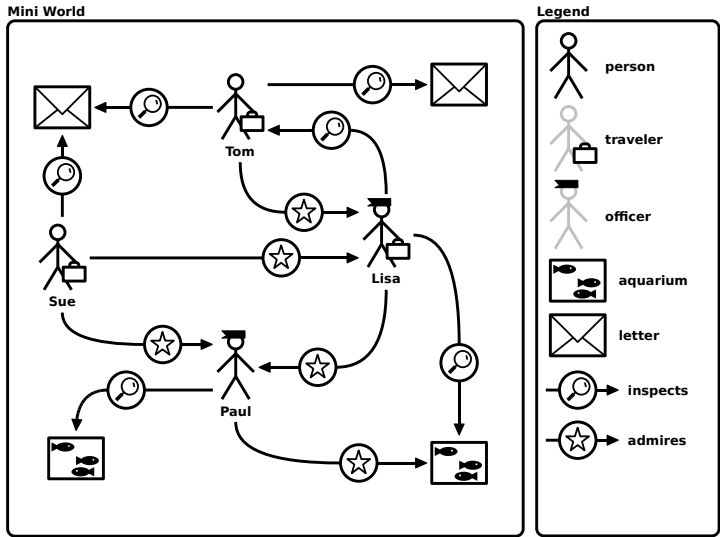 Mini World
Tom
Lisa
Sue
Paul
Legend
person
traveler
officer
aquarium
letter
inspects
admires